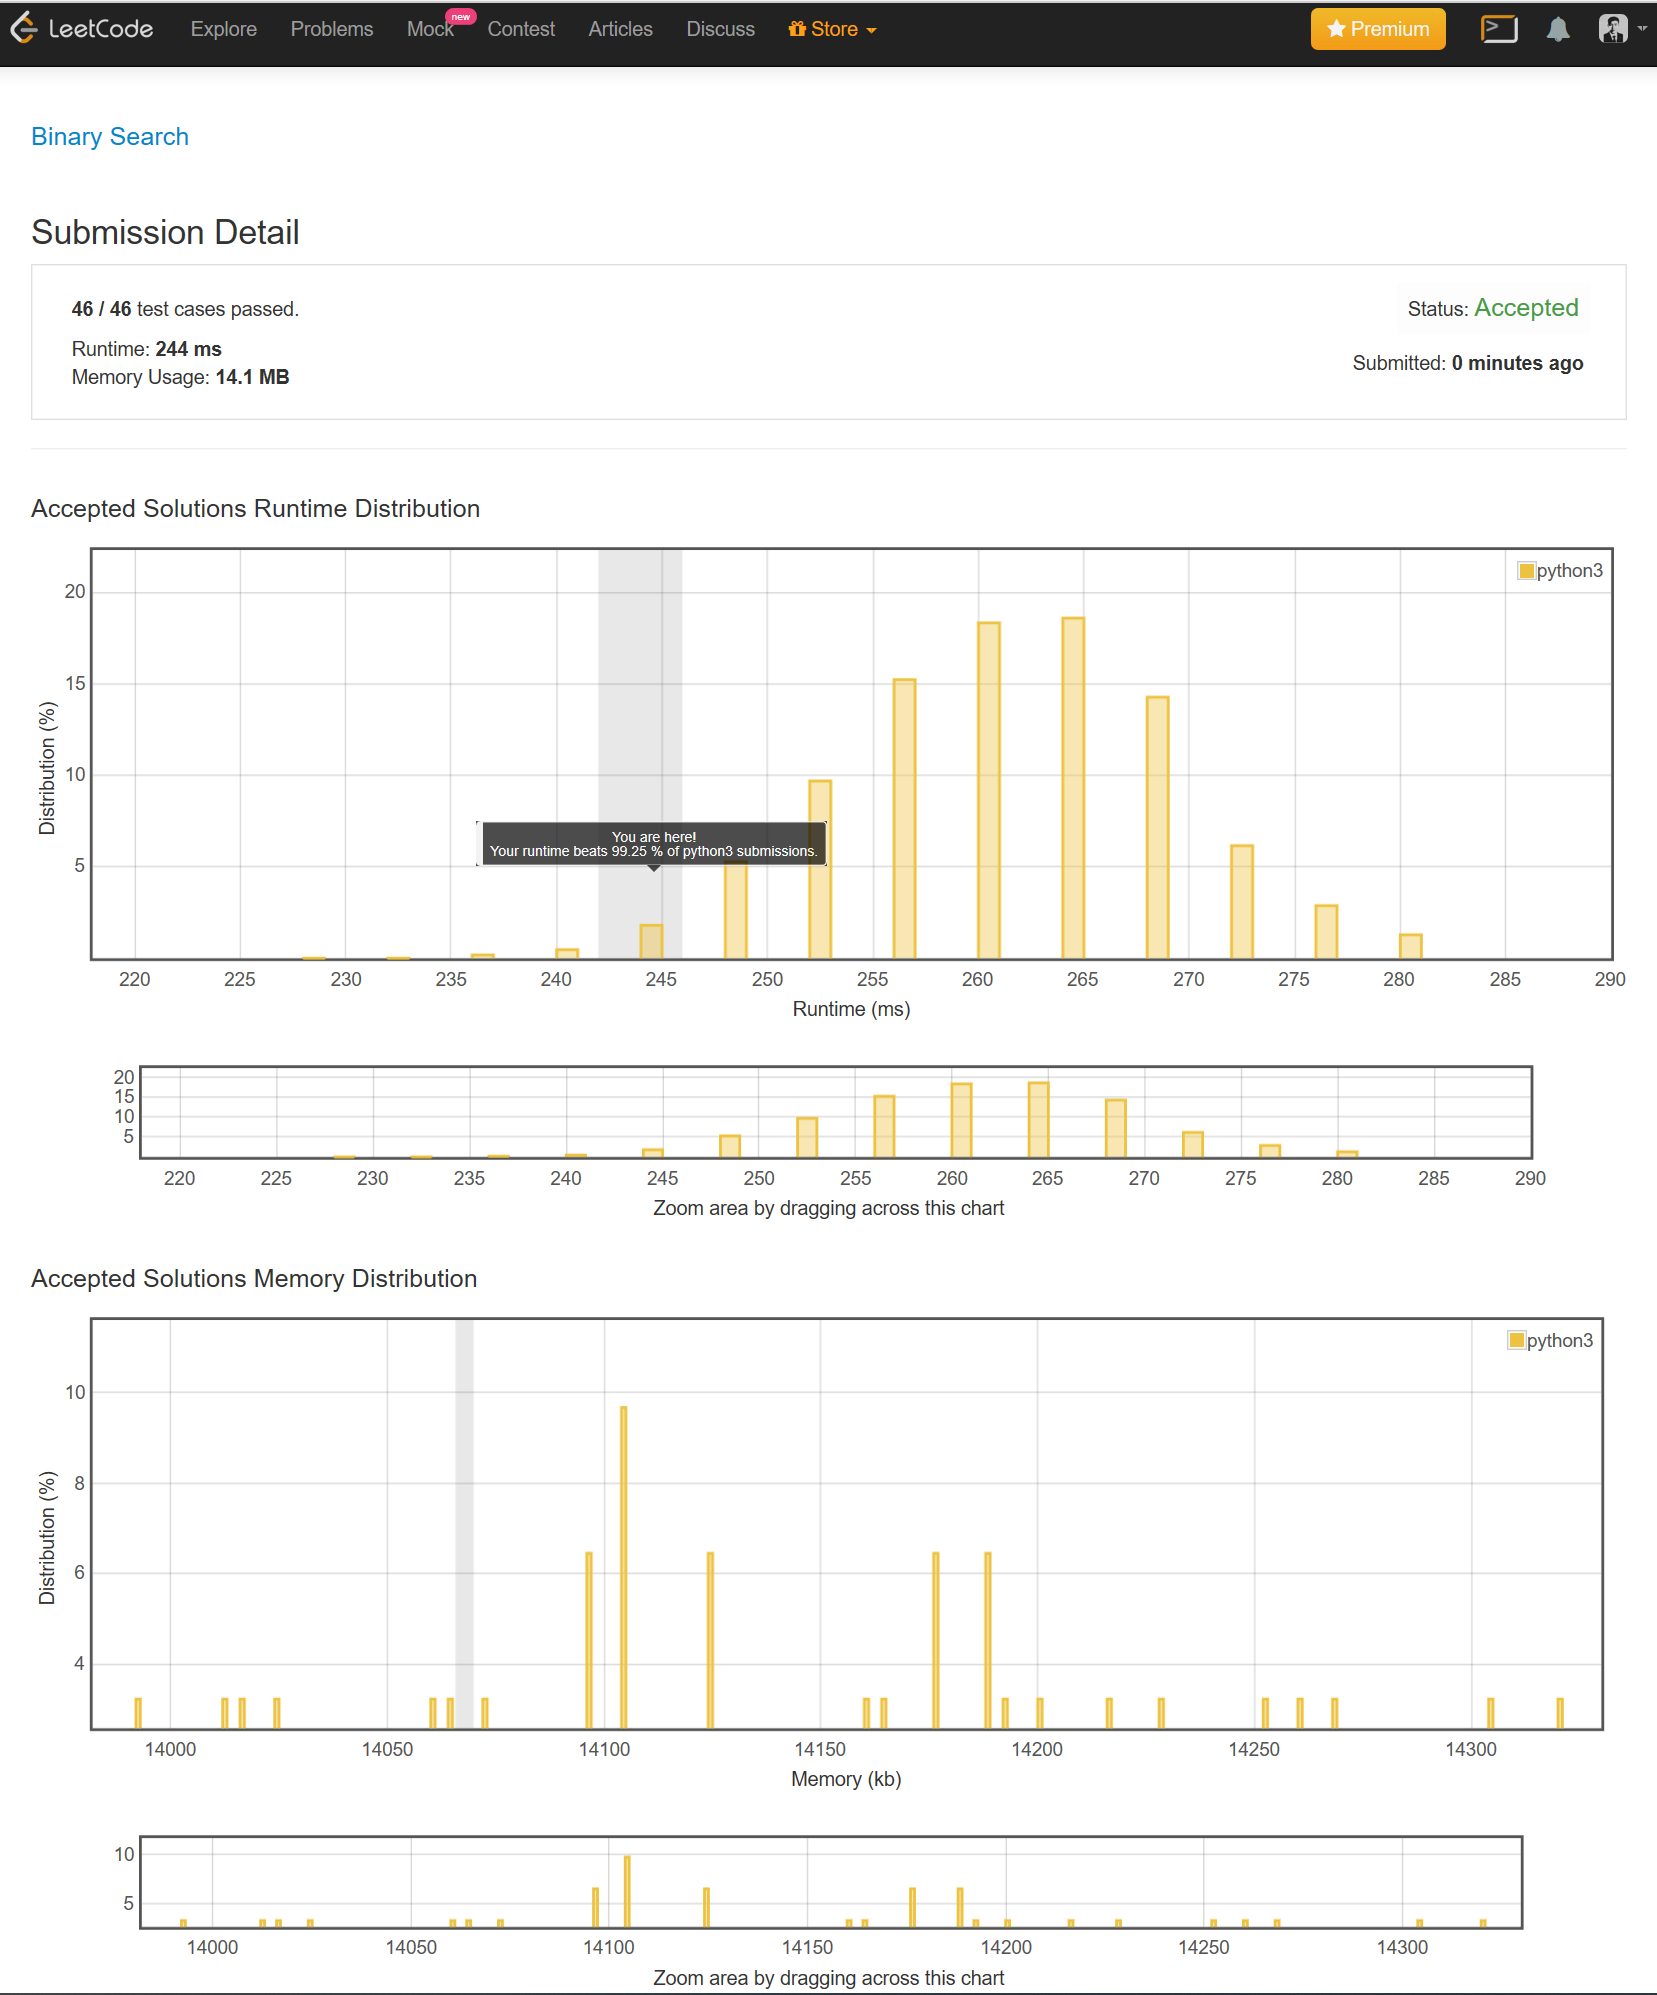 LeetCode Explore Problems Mock new Contest Articles Discuss Store Premium
Binary Search
Submission Detail
46 / 46 test cases passed.
Status: Accepted
Runtime: 244 ms
Submitted: 0 minutes ago
Memory Usage: 14.1 MB
Accepted Solutions Runtime Distribution
python3
20
15
10
5
Distribution (%)
You are here!
Your runtime beats 99.25 % of python3 submissions.
220 225 230 235 240 245 250 255 260 265 270 275 280 285 290
Runtime (ms)
20
15
10
5
220 225 230 235 240 245 250 255 260 265 270 275 280 285 290
Zoom area by dragging across this chart
Accepted Solutions Memory Distribution
python3
10
8
6
4
Distribution (%)
14000 14050 14100 14150 14200 14250 14300
Memory (kb)
10
5
14000 14050 14100 14150 14200 14250 14300
Zoom area by dragging across this chart